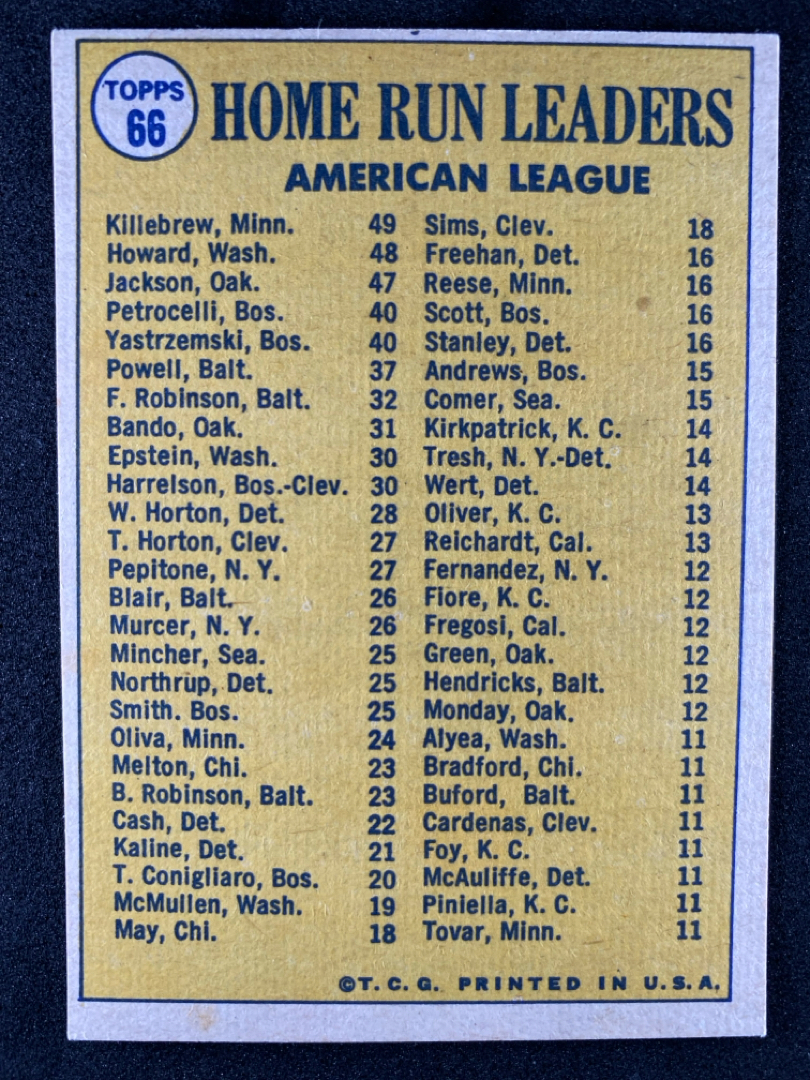 TOPPS
66
HOME RUN LEADERS
AMERICAN LEAGUE
Killebrew, Minn. 49
Howard, Wash. 48
Jackson, Oak. 47
Petrocelli, Bos. 40
Yastrzemski, Bos. 40
Powell, Balt. 37
F. Robinson, Balt. 32
Bando, Oak. 31
Epstein, Wash. 30
Harrelson, Bos.-Clev. 30
W. Horton, Det. 28
T. Horton, Clev. 27
Pepitone, N. Y. 27
Blair, Balt. 26
Murcer, N. Y. 26
Mincher, Sea. 25
Northrup, Det. 25
Smith. Bos. 25
Oliva, Minn. 24
Melton, Chi. 23
B. Robinson, Balt. 23
Cash, Det. 22
Kaline, Det. 21
T. Conigliaro, Bos. 20
McMullen, Wash. 19
May, Chi. 18
Sims, Clev. 18
Freehan, Det. 16
Reese, Minn. 16
Scott, Bos. 16
Stanley, Det. 16
Andrews, Bos. 15
Comer, Sea. 15
Kirkpatrick, K. C. 14
Tresh, N. Y.-Det. 14
Wert, Det. 14
Oliver, K. C. 13
Reichardt, Cal. 13
Fernandez, N. Y. 12
Fiore, K. C. 12
Fregosi, Cal. 12
Green, Oak. 12
Hendricks, Balt. 12
Monday, Oak. 12
Alyea, Wash. 11
Bradford, Chi. 11
Buford, Balt. 11
Cardenas, Clev. 11
Foy, K. C. 11
McAuliffe, Det. 11
Piniella, K. C. 11
Tovar, Minn. 11
©T. C. G. PRINTED IN U. S. A.